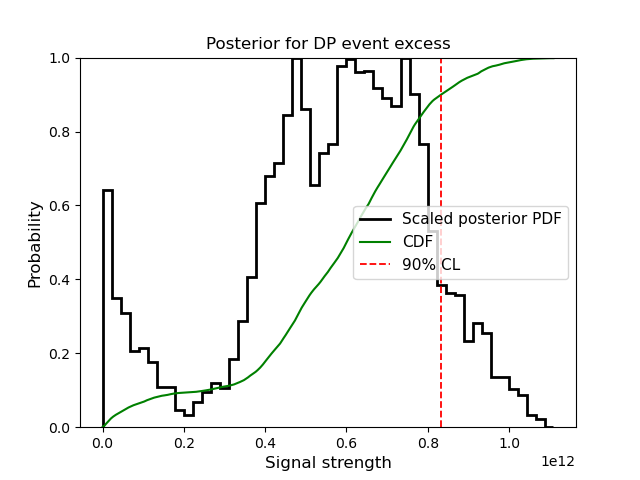 Posterior for DP event excess
1.0
0.8
0.6
0.4
0.2
0.0
Probability
Scaled posterior PDF
CDF
90% CL
0.0 0.2 0.4 0.6 0.8 1.0
1e12
Signal strength